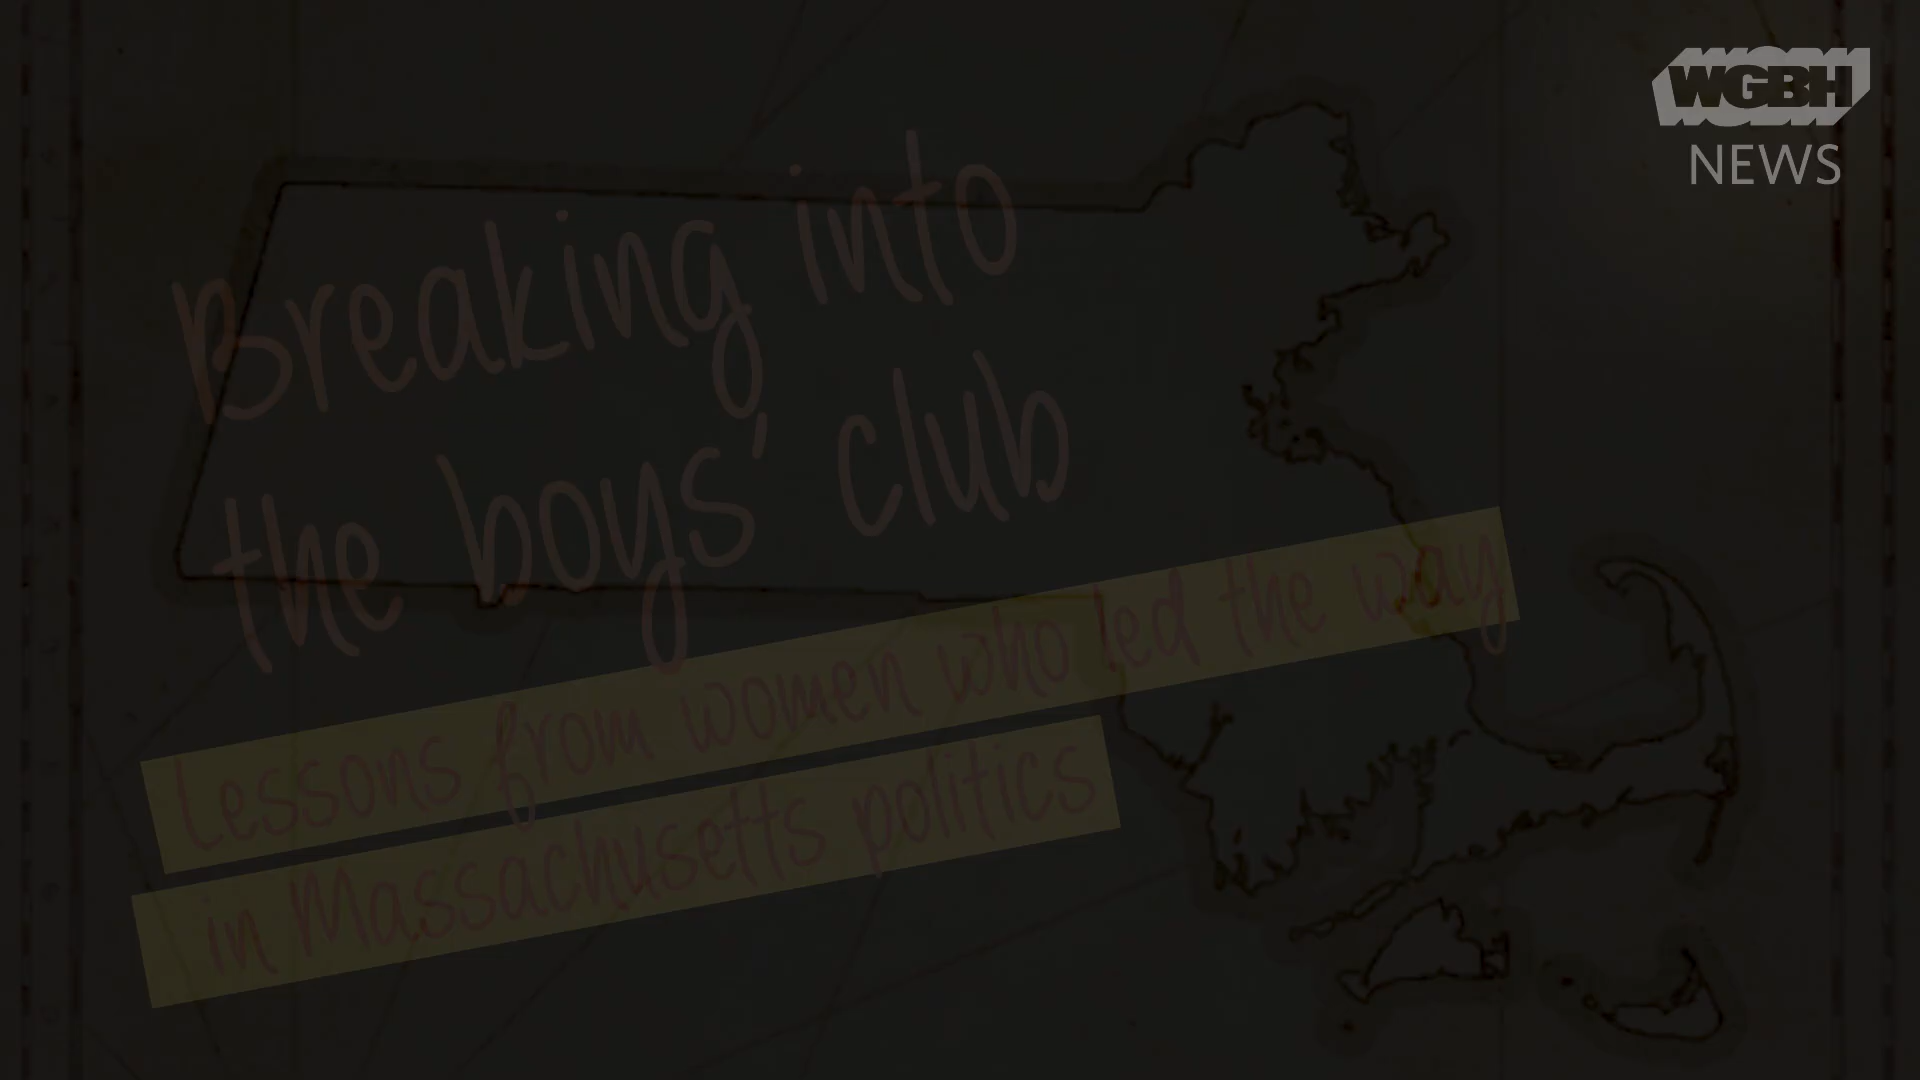 WGBH
NEWS
Breaking into
the boys' club
Lessons from women who led the way
in Massachusetts politics